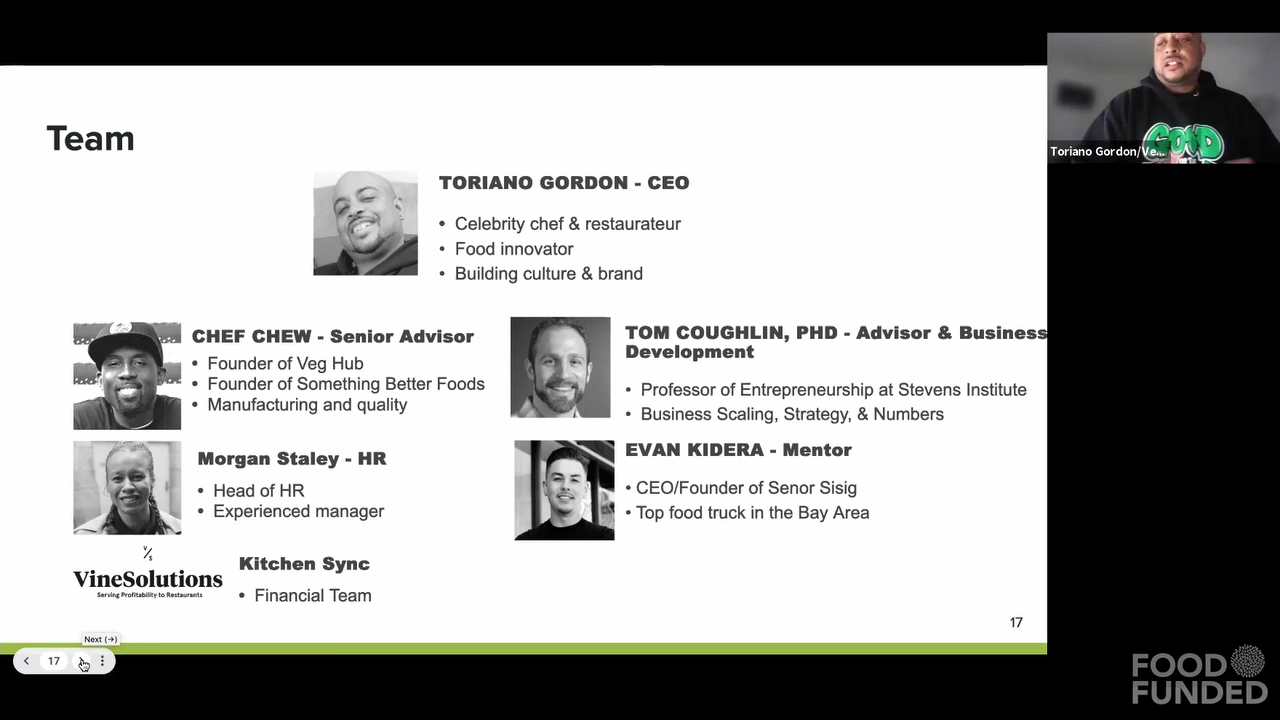 Team
TORIANO GORDON - CEO
• Celebrity chef & restaurateur
• Food innovator
• Building culture & brand
CHEF CHEW - Senior Advisor
• Founder of Veg Hub
• Founder of Something Better Foods
• Manufacturing and quality
TOM COUGHLIN, PHD - Advisor & Business
Development
• Professor of Entrepreneurship at Stevens Institute
• Business Scaling, Strategy, & Numbers
Morgan Staley - HR
• Head of HR
• Experienced manager
EVAN KIDERA - Mentor
• CEO/Founder of Senor Sisig
• Top food truck in the Bay Area
V/S
VineSolutions
Serving Profitability to Restaurants
Kitchen Sync
• Financial Team
17
Next (→)
17
Toriano Gordon/Ve...
GOOD
FOOD
FUNDED